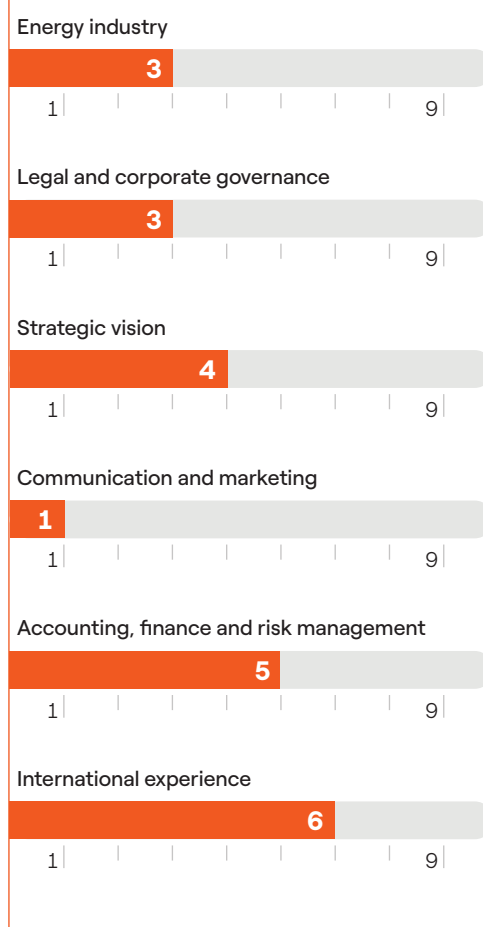 Energy industry
3
1 9
Legal and corporate governance
3
1 9
Strategic vision
4
1 9
Communication and marketing
1
1 9
Accounting, finance and risk management
5
1 9
International experience
6
1 9